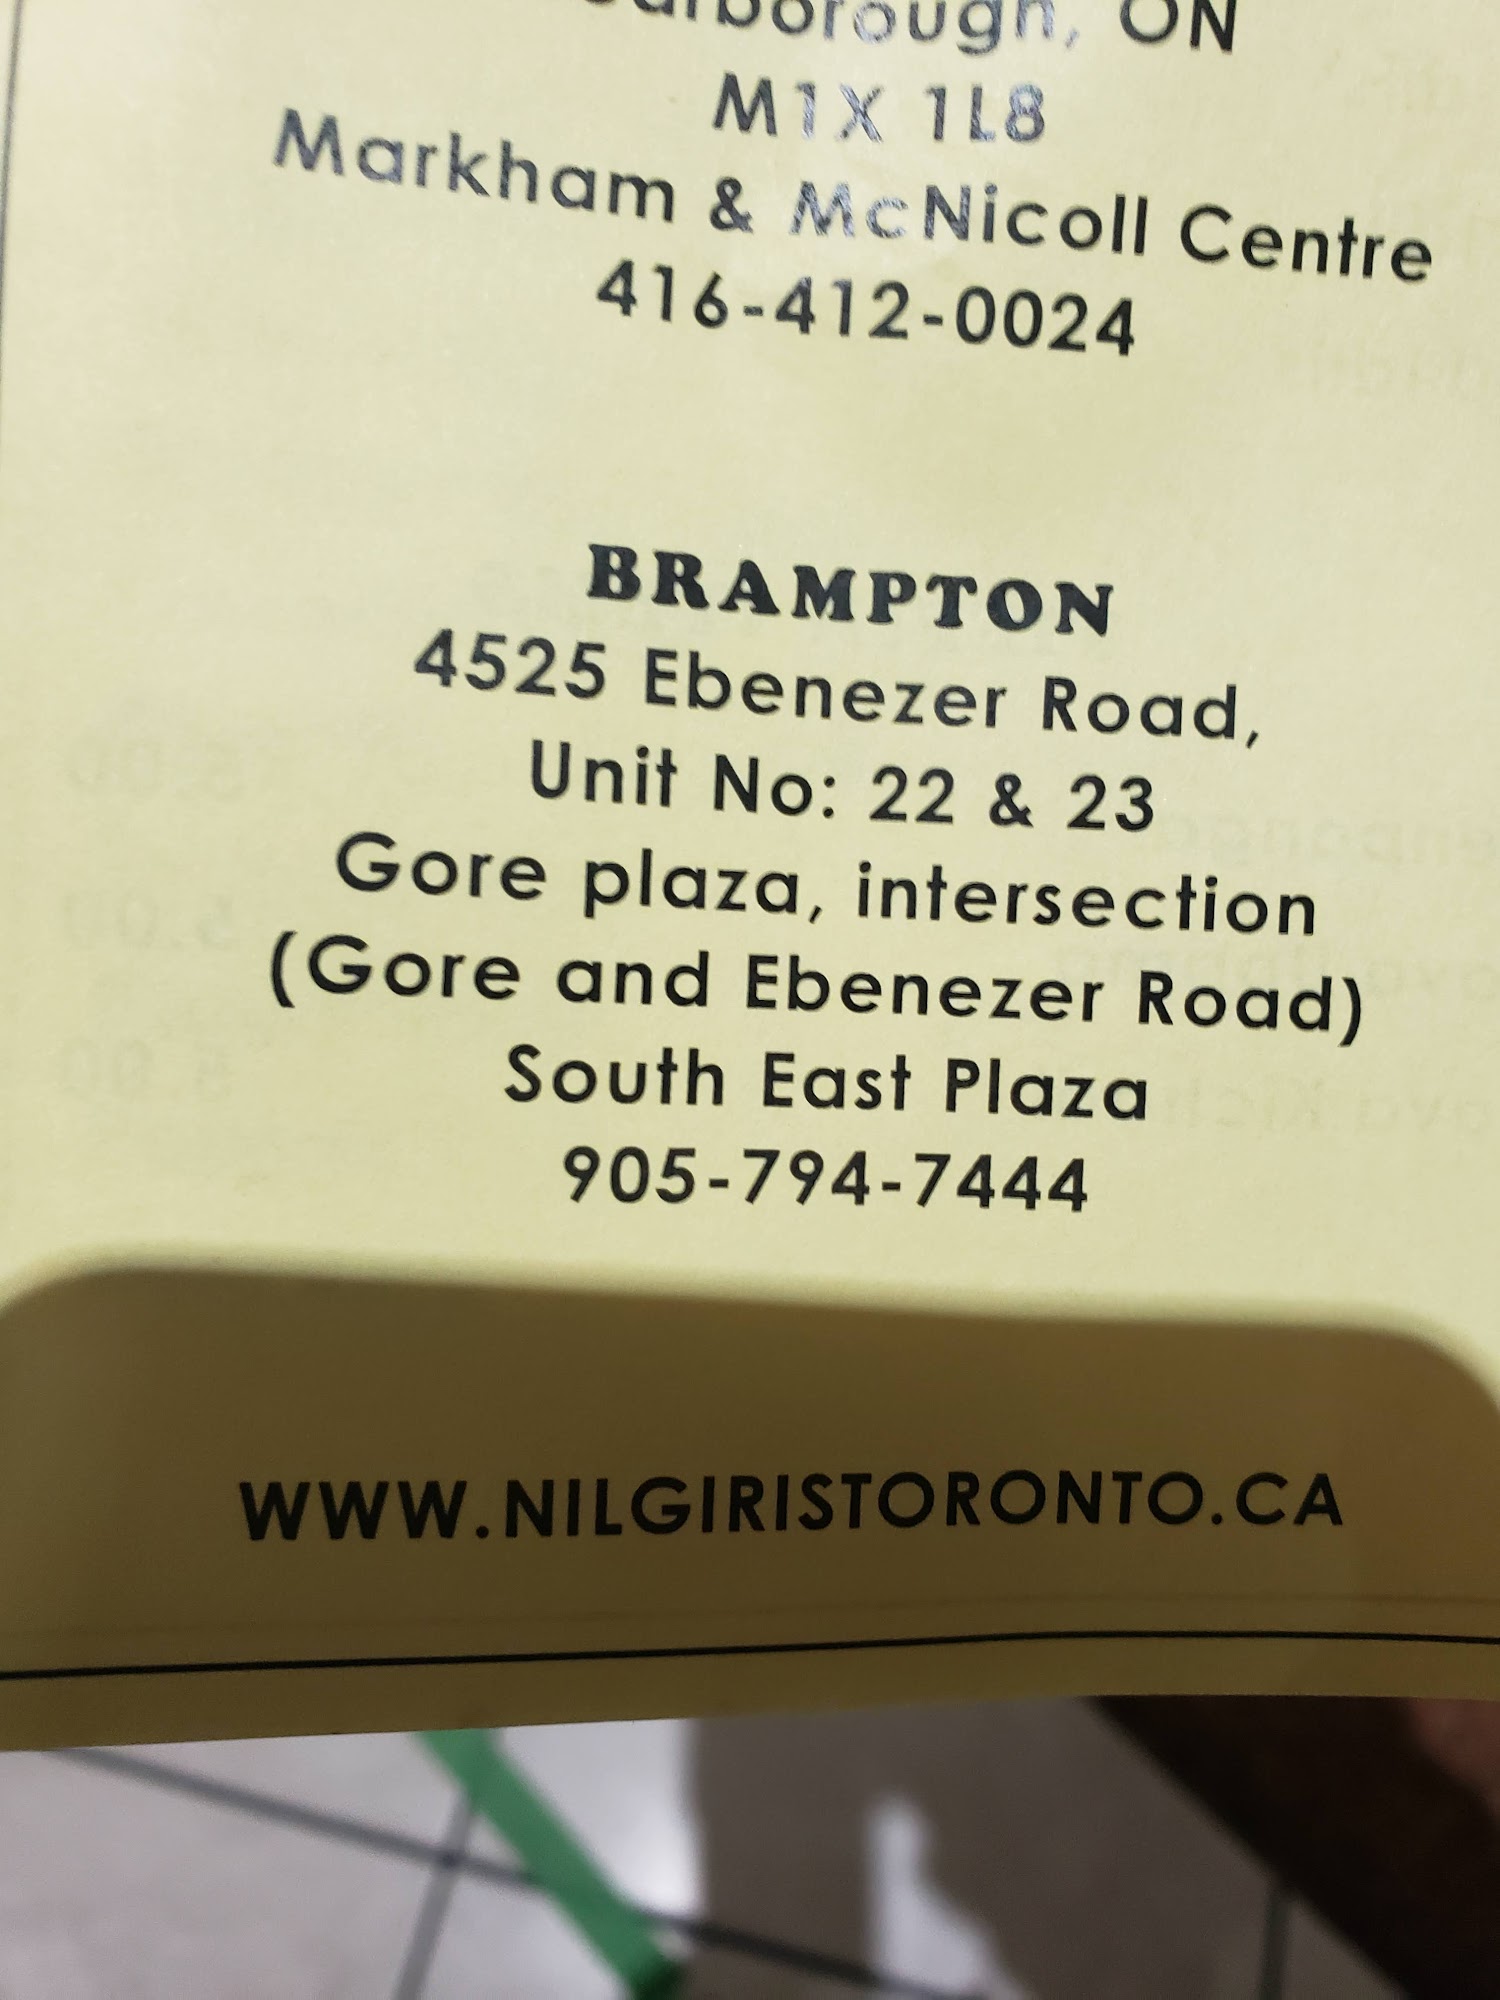 ON
M1X 1L8
Markham & McNicoll Centre
416-412-0024
BRAMPTON
4525 Ebenezer Road,
Unit No: 22 & 23
Gore plaza, intersection
(Gore and Ebenezer Road)
South East Plaza
905-794-7444
WWW.NILGIRISTORONTO.CA